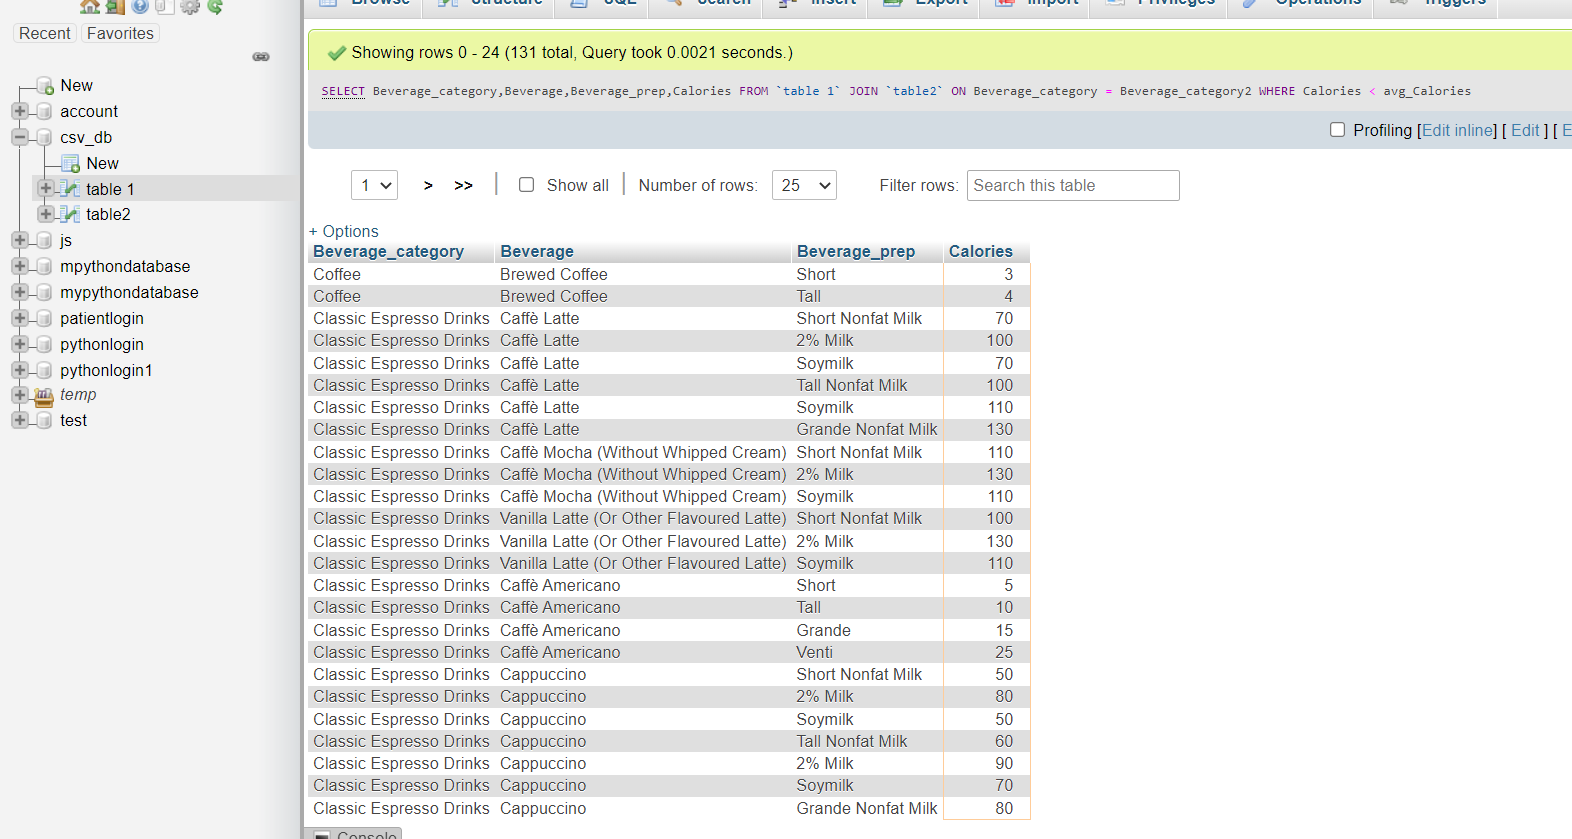 Browse Structure SQL Search Insert Export Import Privileges Operations Triggers
Recent Favorites
New
account
csv_db
New
table 1
table2
js
mpythondatabase
mypythondatabase
patientlogin
pythonlogin
pythonlogin1
temp
test
Showing rows 0 - 24 (131 total, Query took 0.0021 seconds.)
SELECT Beverage_category,Beverage,Beverage_prep,Calories FROM `table 1` JOIN `table2` ON Beverage_category = Beverage_category2 WHERE Calories < avg_Calories
Profiling [Edit inline] [ Edit ] [ E
1 > >> | Show all | Number of rows: 25 Filter rows: Search this table
+ Options
Beverage_category Beverage Beverage_prep Calories
Coffee Brewed Coffee Short 3
Coffee Brewed Coffee Tall 4
Classic Espresso Drinks Caffè Latte Short Nonfat Milk 70
Classic Espresso Drinks Caffè Latte 2% Milk 100
Classic Espresso Drinks Caffè Latte Soymilk 70
Classic Espresso Drinks Caffè Latte Tall Nonfat Milk 100
Classic Espresso Drinks Caffè Latte Soymilk 110
Classic Espresso Drinks Caffè Latte Grande Nonfat Milk 130
Classic Espresso Drinks Caffè Mocha (Without Whipped Cream) Short Nonfat Milk 110
Classic Espresso Drinks Caffè Mocha (Without Whipped Cream) 2% Milk 130
Classic Espresso Drinks Caffè Mocha (Without Whipped Cream) Soymilk 110
Classic Espresso Drinks Vanilla Latte (Or Other Flavoured Latte) Short Nonfat Milk 100
Classic Espresso Drinks Vanilla Latte (Or Other Flavoured Latte) 2% Milk 130
Classic Espresso Drinks Vanilla Latte (Or Other Flavoured Latte) Soymilk 110
Classic Espresso Drinks Caffè Americano Short 5
Classic Espresso Drinks Caffè Americano Tall 10
Classic Espresso Drinks Caffè Americano Grande 15
Classic Espresso Drinks Caffè Americano Venti 25
Classic Espresso Drinks Cappuccino Short Nonfat Milk 50
Classic Espresso Drinks Cappuccino 2% Milk 80
Classic Espresso Drinks Cappuccino Soymilk 50
Classic Espresso Drinks Cappuccino Tall Nonfat Milk 60
Classic Espresso Drinks Cappuccino 2% Milk 90
Classic Espresso Drinks Cappuccino Soymilk 70
Classic Espresso Drinks Cappuccino Grande Nonfat Milk 80
Console